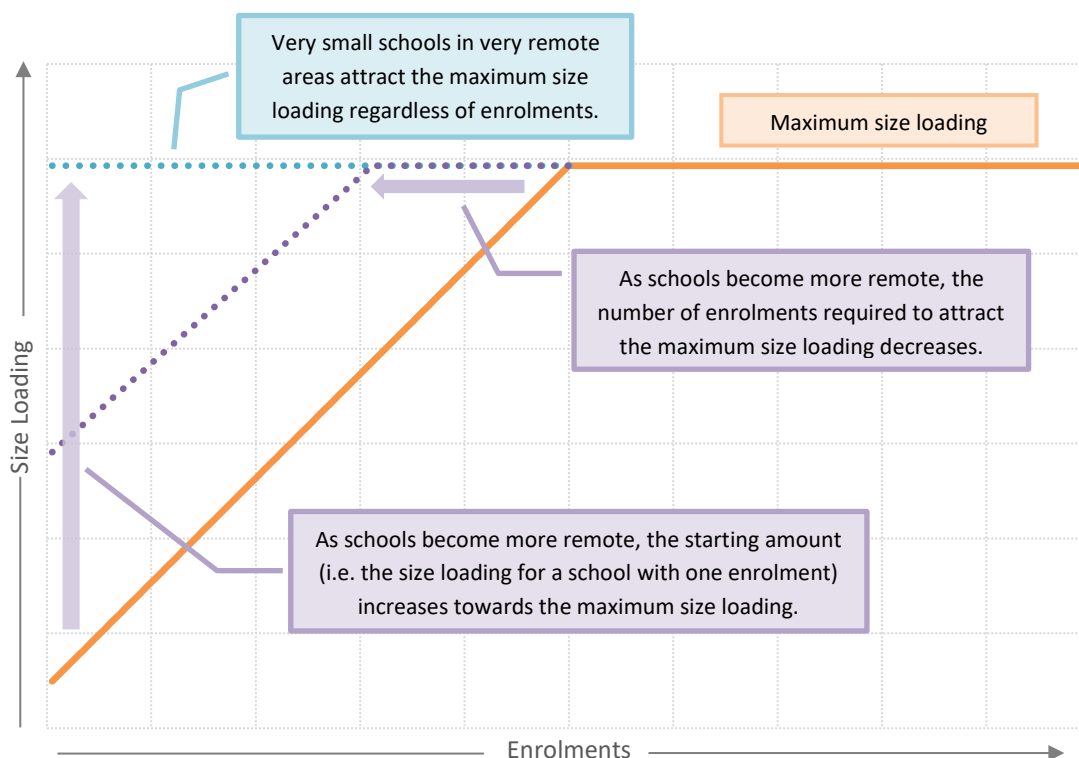 Very small schools in very remote
areas attract the maximum size
loading regardless of enrolments.
Maximum size loading
As schools become more remote, the
number of enrolments required to attract
the maximum size loading decreases.
Size Loading
As schools become more remote, the starting amount
(i.e. the size loading for a school with one enrolment)
increases towards the maximum size loading.
Enrolments